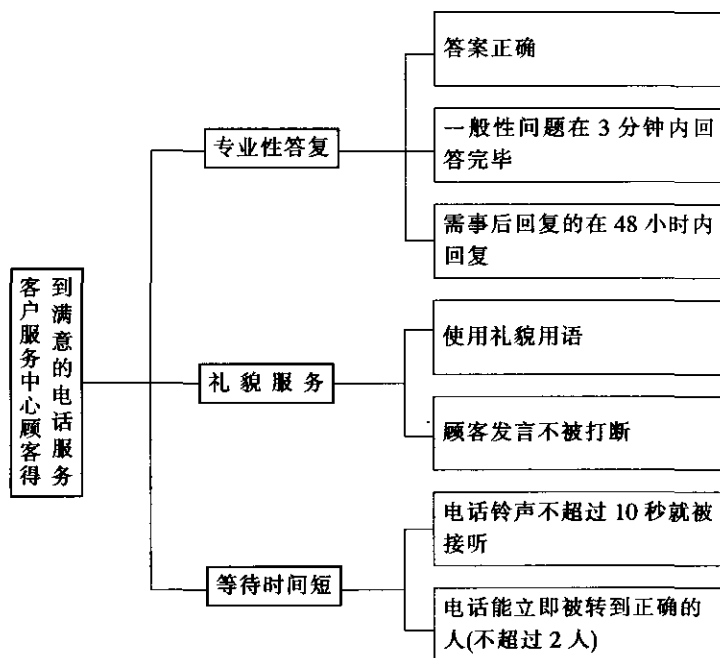 客户服务中心顾客得
到满意的电话服务
专业性答复
答案正确
一般性问题在 3 分钟内回
答完毕
需事后回复的在 48 小时内
回复
礼貌服务
使用礼貌用语
顾客发言不被打断
等待时间短
电话铃声不超过 10 秒就被
接听
电话能立即被转到正确的
人(不超过 2 人)